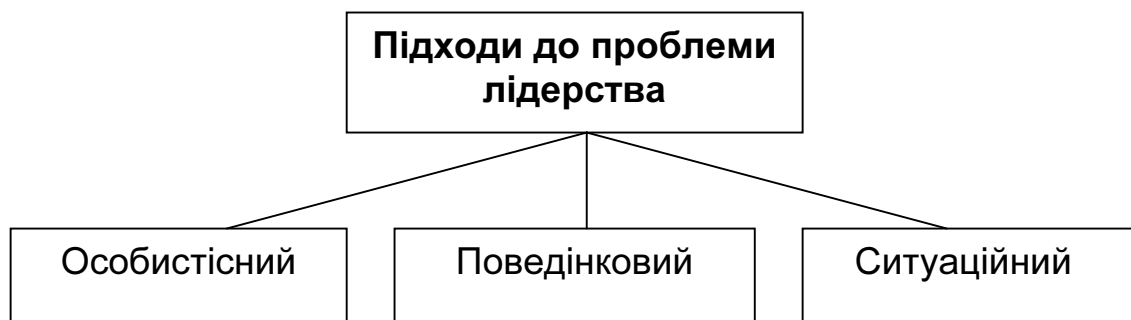 Підходи до проблеми
лідерства
Особистісний
Поведінковий
Ситуаційний